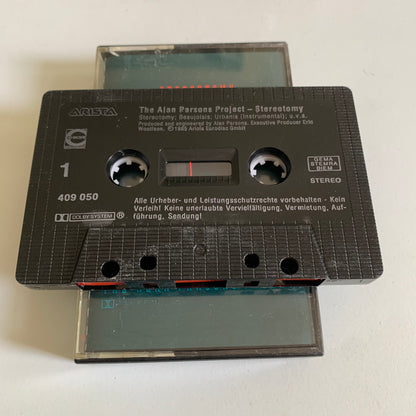 ARISTA
The Alan Parsons Project – Stereotomy
Stereotomy; Beaujolais; Urbania (Instrumental); u.v.a.
Produced and engineered by Alan Parsons. Executive Producer Eric
Woolfson. ℗ 1985 Ariola Eurodisc GmbH
1
409 050
GEMA
STEMRA
BIEM
STEREO
Alle Urheber- und Leistungsschutzrechte vorbehalten - Kein
Verleih! Keine unerlaubte Vervielfältigung, Vermietung, Auf-
führung, Sendung!
DOLBY SYSTEM ®